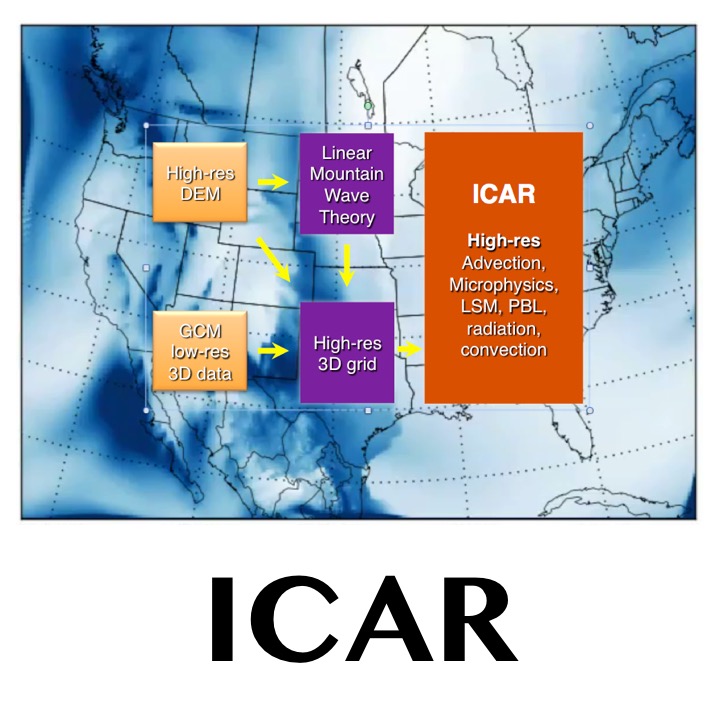 High-res
DEM
Linear
Mountain
Wave
Theory
ICAR
High-res
Advection,
Microphysics,
LSM, PBL,
radiation,
convection
GCM
low-res
3D data
High-res
3D grid
ICAR